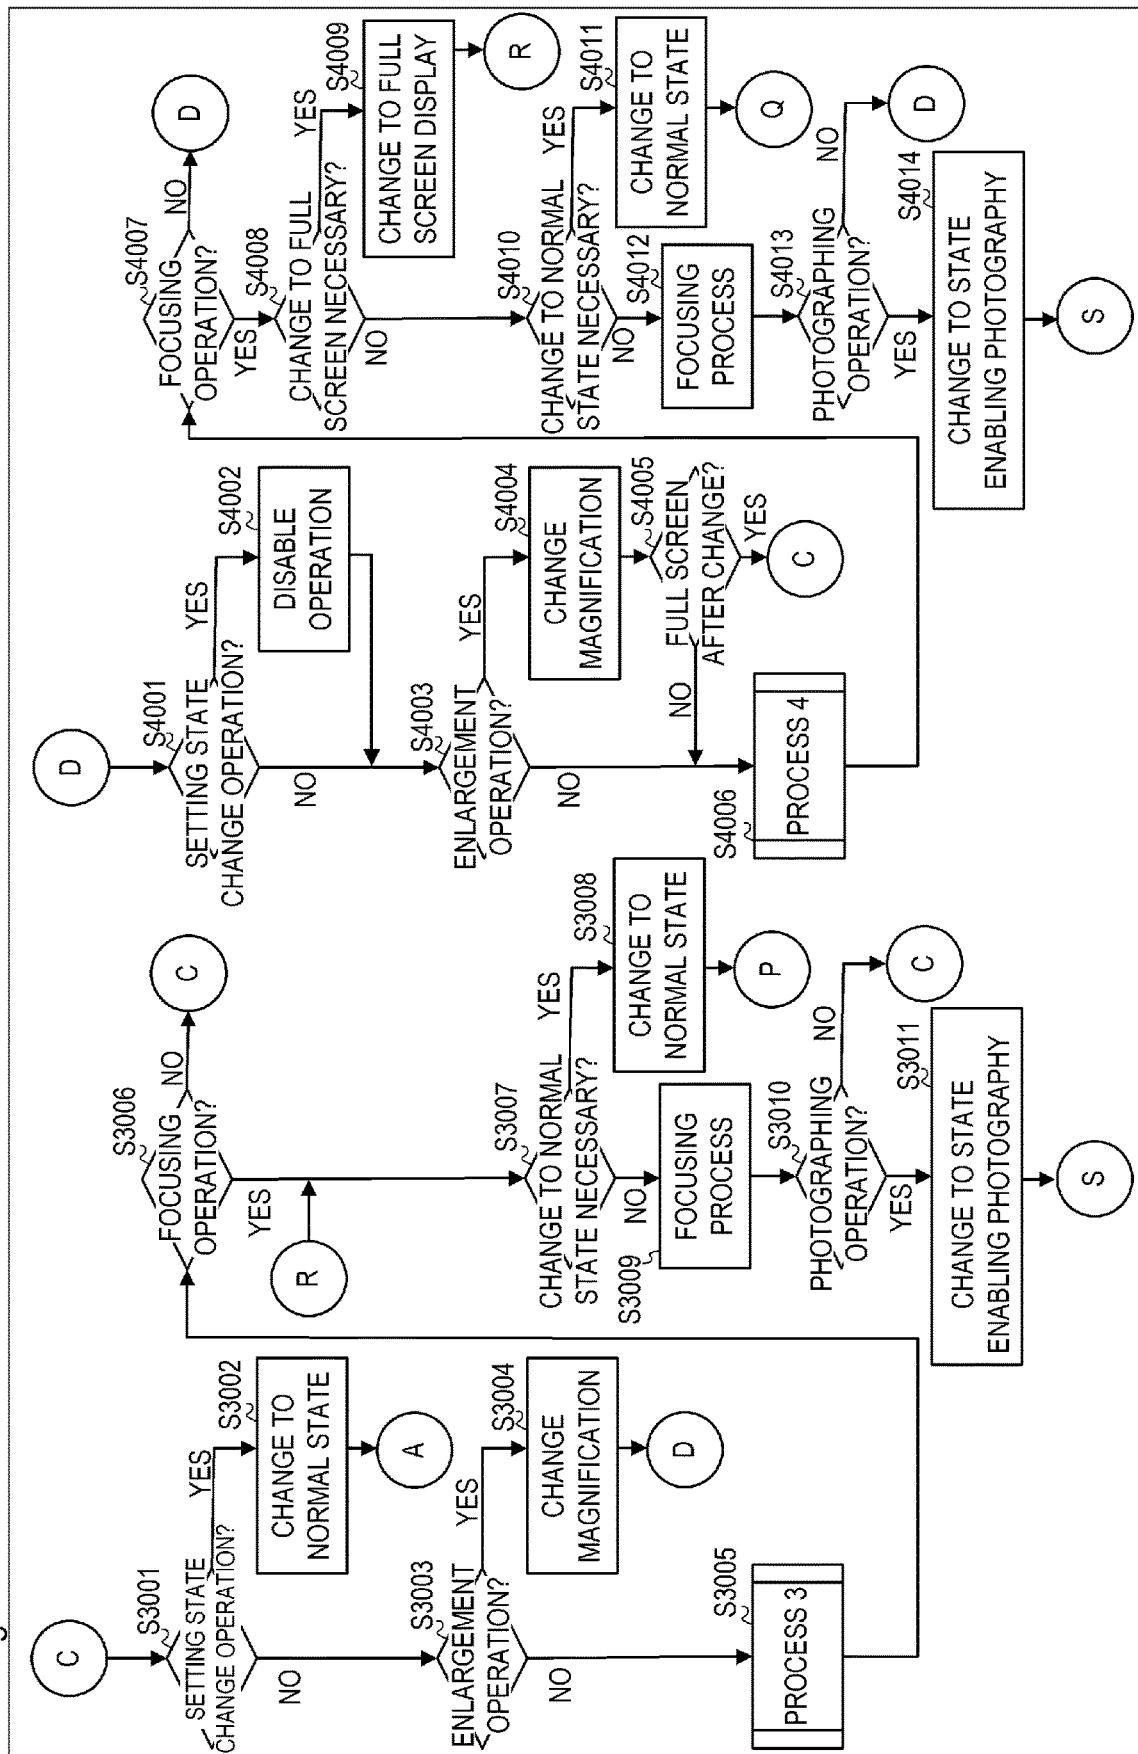 C
S3001
SETTING STATE
CHANGE OPERATION?
YES
S3002
CHANGE TO
NORMAL STATE
A
NO
S3003
ENLARGEMENT
OPERATION?
YES
S3004
CHANGE
MAGNIFICATION
D
NO
S3005
PROCESS 3
S3006
FOCUSING
OPERATION?
NO
C
YES
R
S3007
CHANGE TO NORMAL
STATE NECESSARY?
YES
S3008
CHANGE TO
NORMAL STATE
P
NO
S3009
FOCUSING
PROCESS
S3010
PHOTOGRAPHING
OPERATION?
NO
C
YES
S3011
CHANGE TO STATE
ENABLING PHOTOGRAPHY
S
D
S4001
SETTING STATE
CHANGE OPERATION?
YES
S4002
DISABLE
OPERATION
NO
S4003
ENLARGEMENT
OPERATION?
YES
S4004
CHANGE
MAGNIFICATION
S4005
FULL SCREEN
AFTER CHANGE?
NO
YES
C
NO
S4006
PROCESS 4
S4007
FOCUSING
OPERATION?
NO
D
YES
S4008
CHANGE TO FULL
SCREEN NECESSARY?
YES
S4009
CHANGE TO FULL
SCREEN DISPLAY
R
NO
S4010
CHANGE TO NORMAL
STATE NECESSARY?
YES
S4011
CHANGE TO
NORMAL STATE
Q
NO
S4012
FOCUSING
PROCESS
S4013
PHOTOGRAPHING
OPERATION?
NO
D
YES
S4014
CHANGE TO STATE
ENABLING PHOTOGRAPHY
S